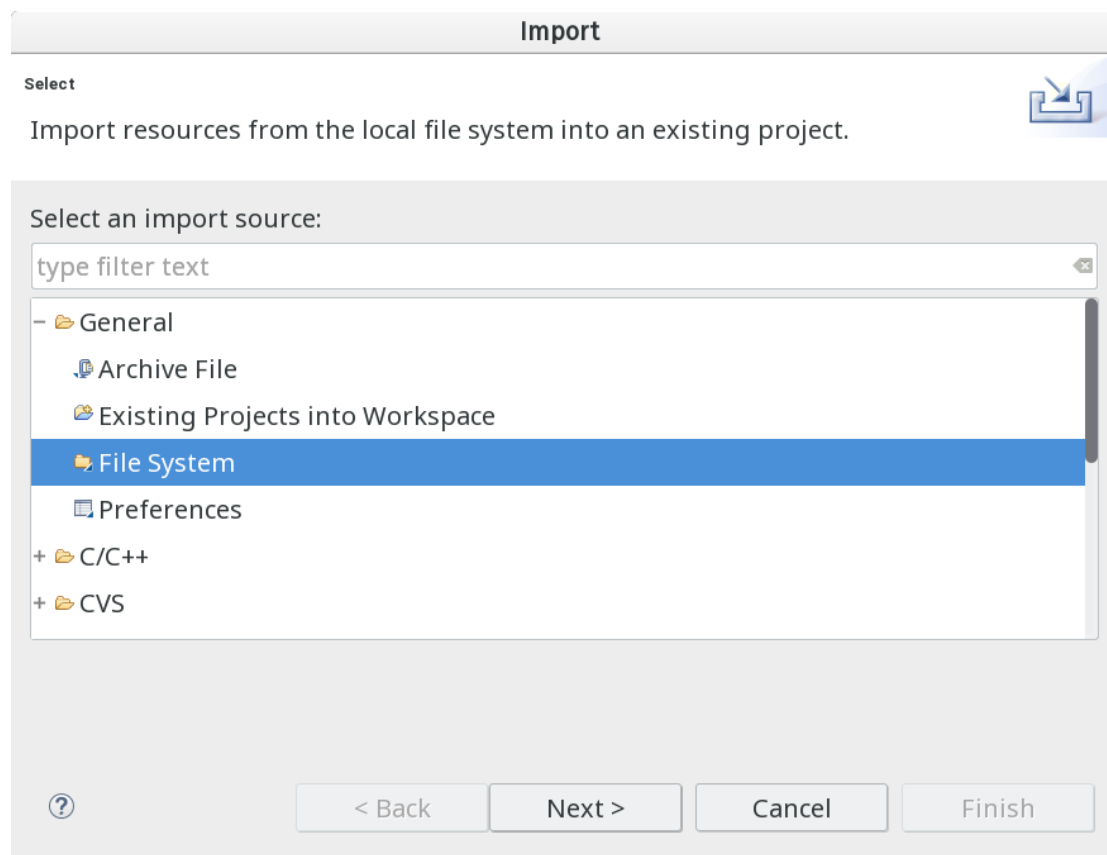 Import
Select
Import resources from the local file system into an existing project.
Select an import source:
type filter text
General
Archive File
Existing Projects into Workspace
File System
Preferences
C/C++
CVS
< Back Next > Cancel Finish